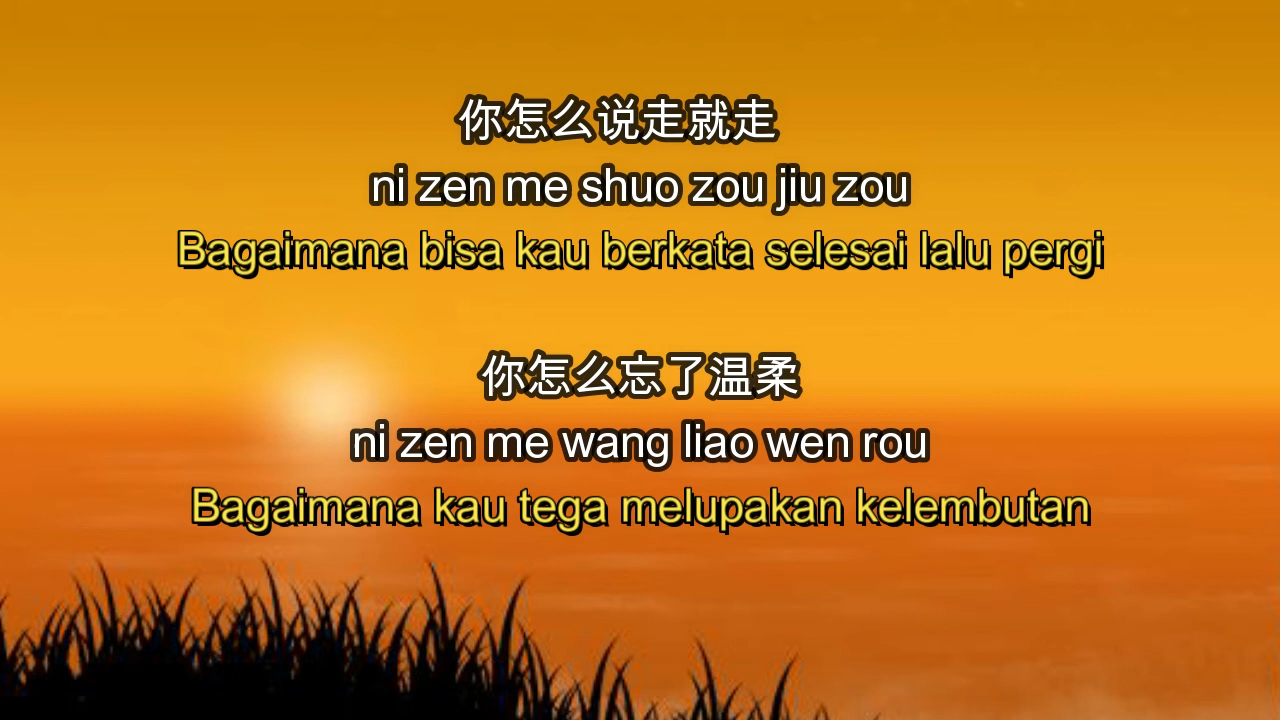 你怎么说走就走
ni zen me shuo zou jiu zou
Bagaimana bisa kau berkata selesai lalu pergi
你怎么忘了温柔
ni zen me wang liao wen rou
Bagaimana kau tega melupakan kelembutan